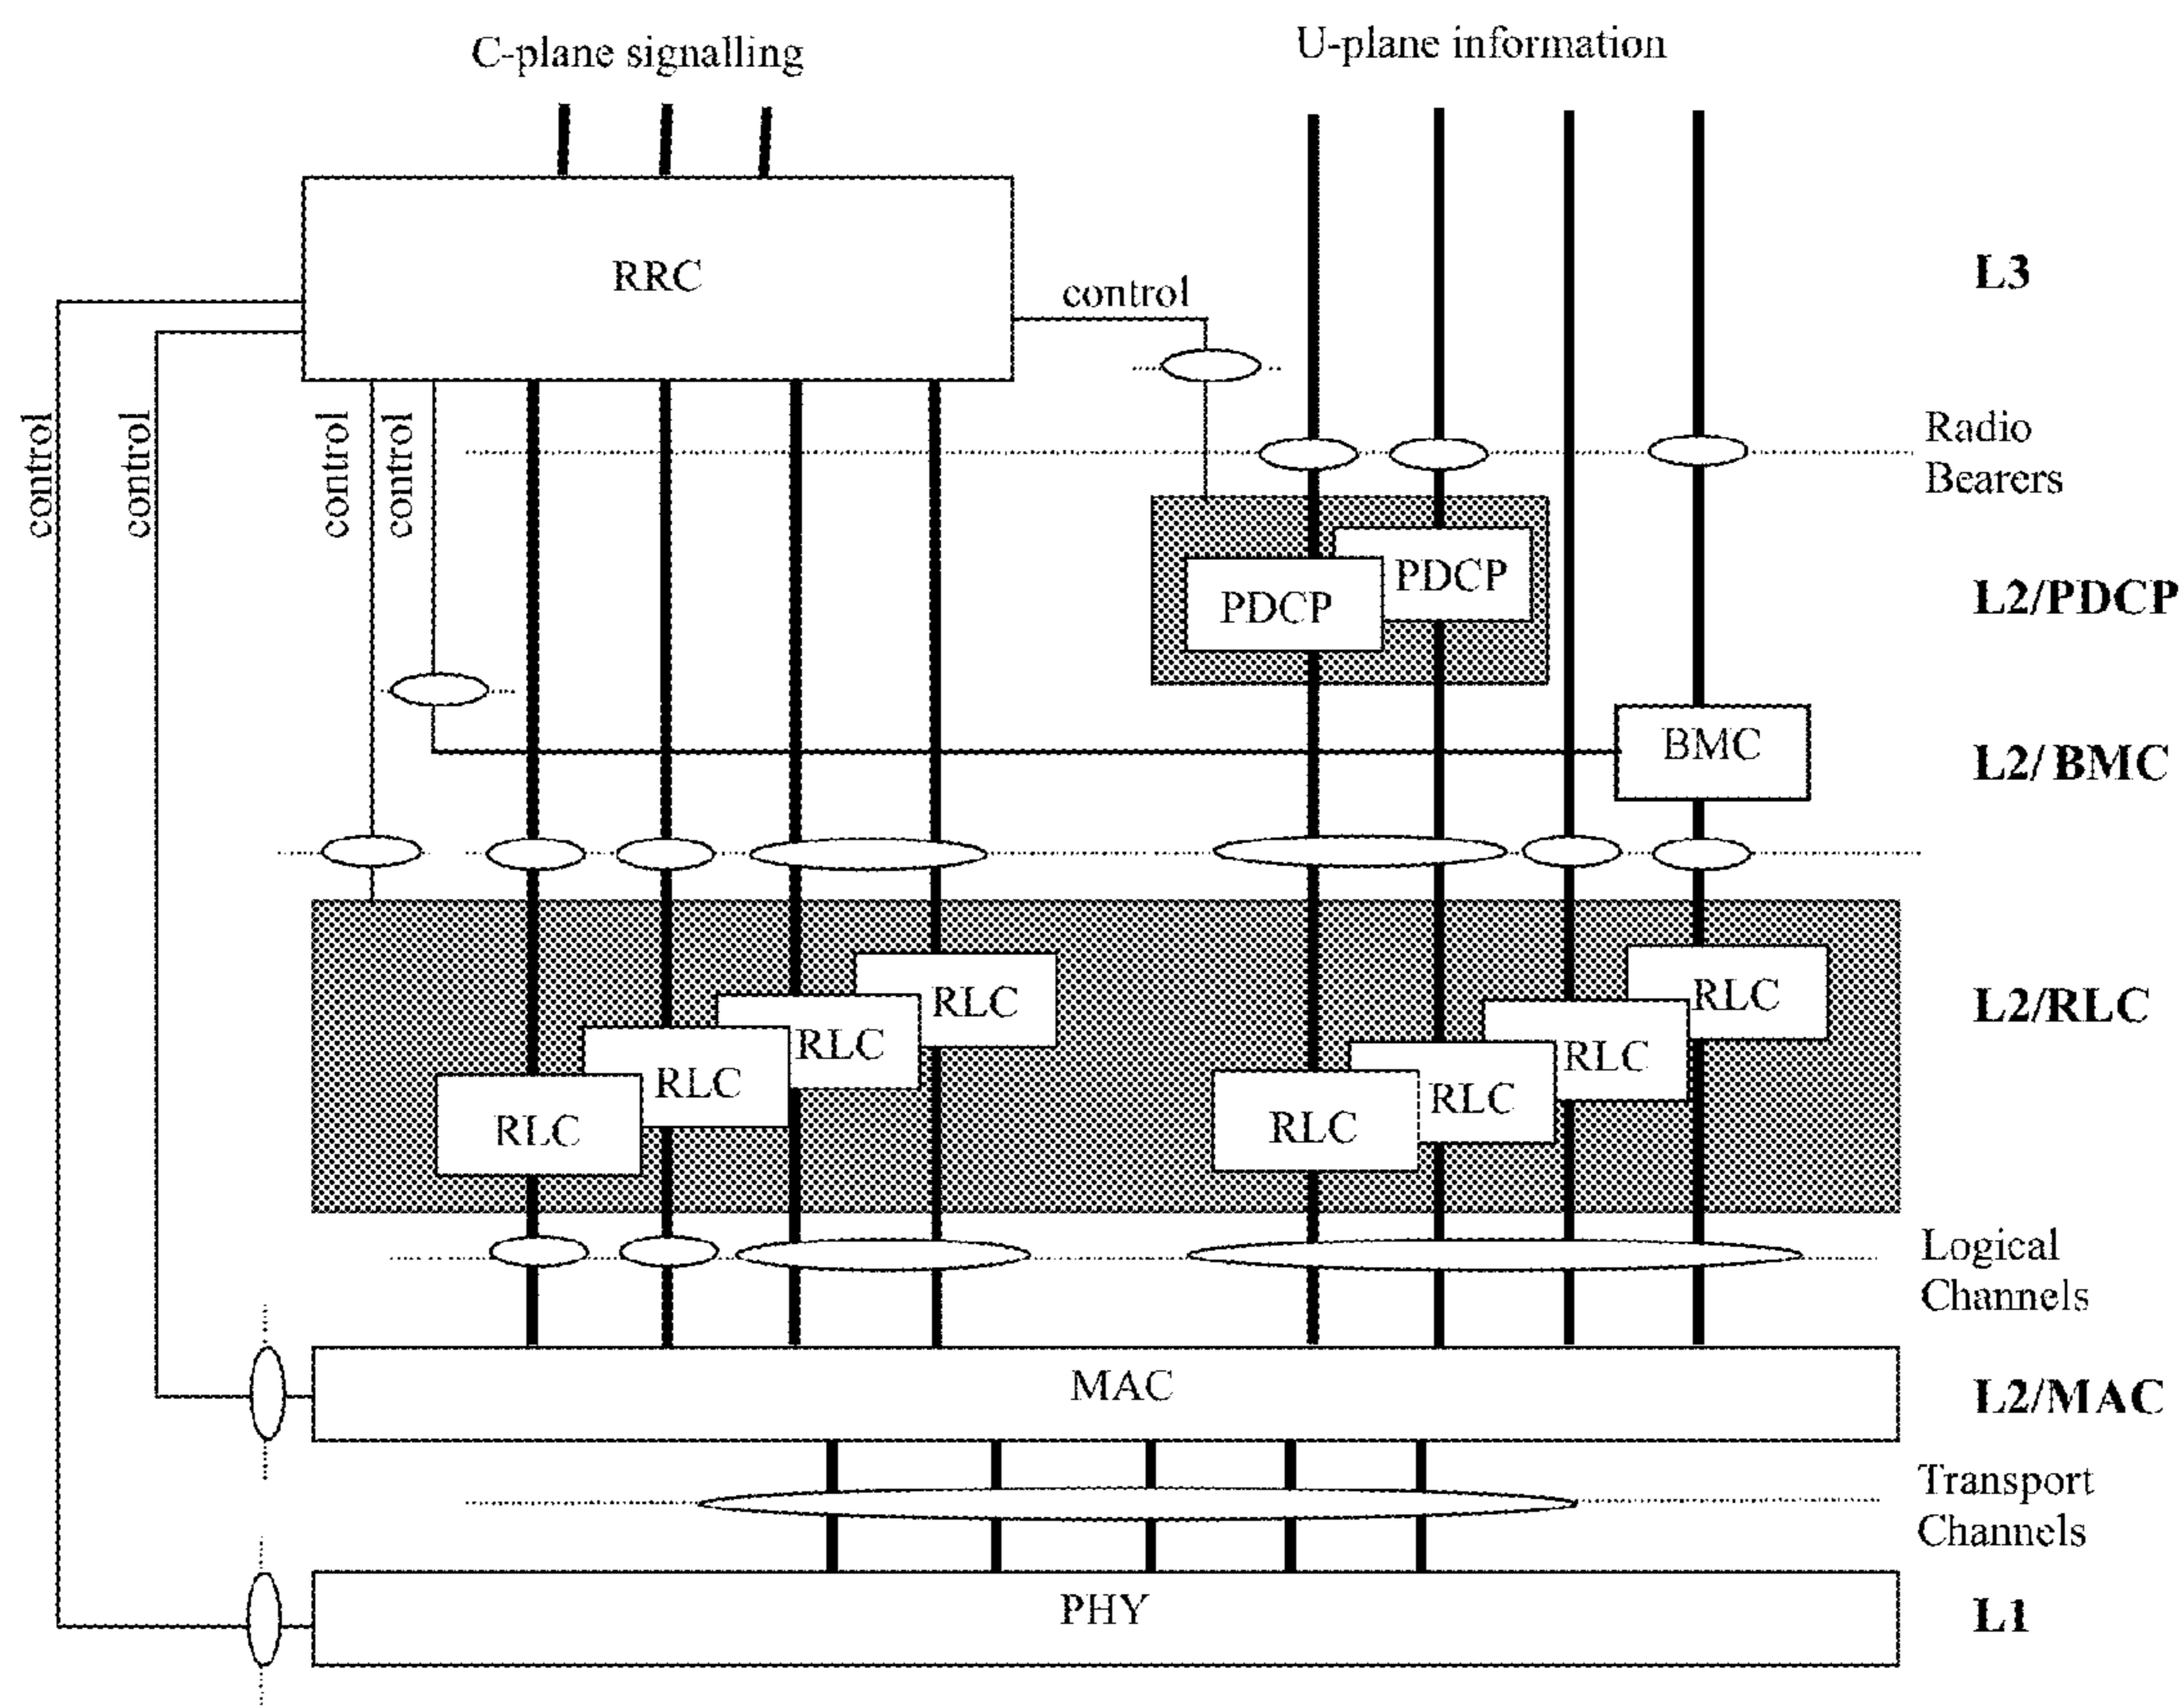 C-plane signalling
U-plane information
RRC
control
L3
control
control
control
control
Radio
Bearers
PDCP
PDCP
L2/PDCP
BMC
L2/ BMC
RLC
RLC
RLC
RLC
RLC
RLC
RLC
RLC
L2/RLC
Logical
Channels
MAC
L2/MAC
Transport
Channels
PHY
L1